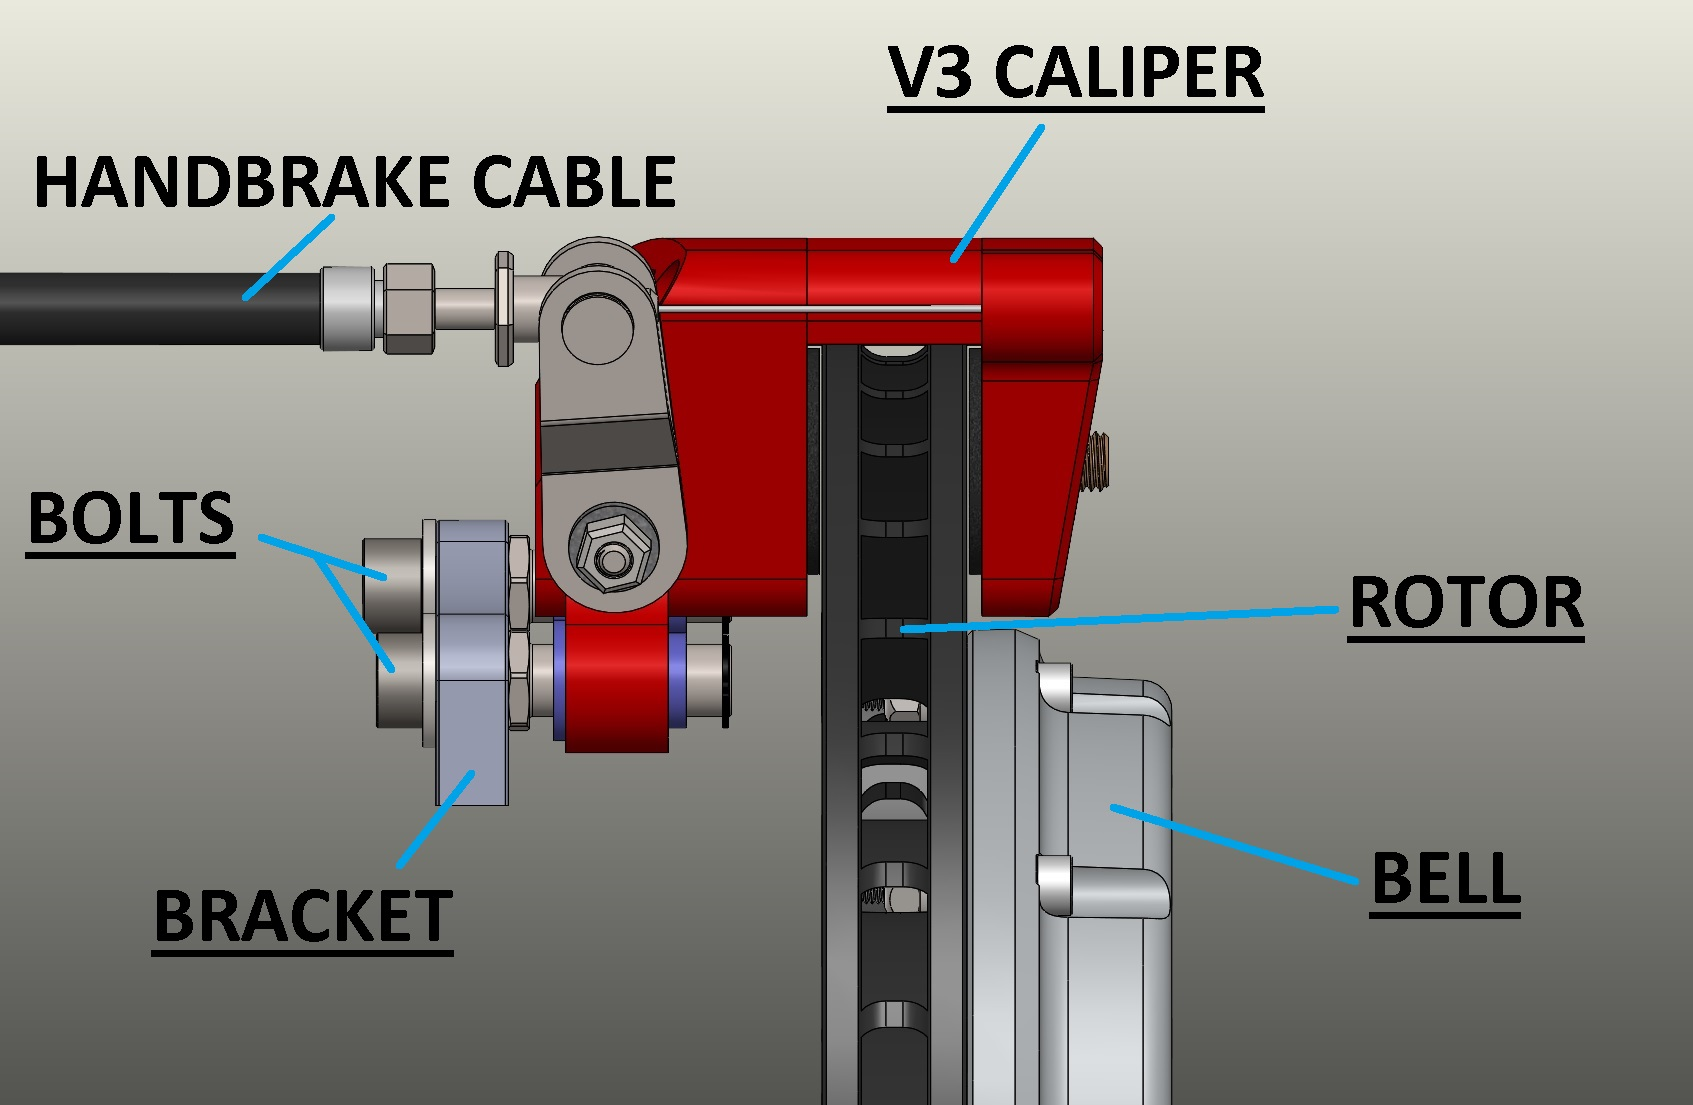 V3 CALIPER
HANDBRAKE CABLE
BOLTS
ROTOR
BELL
BRACKET